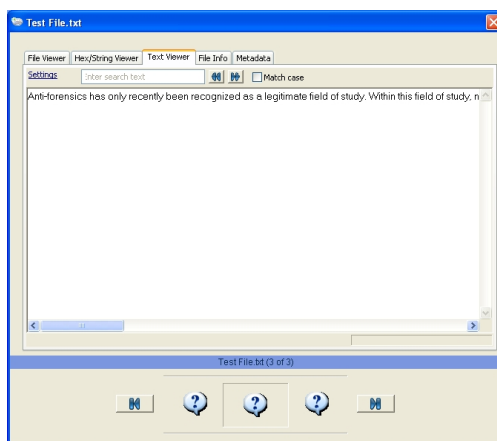 Test File.txt
File Viewer Hex/String Viewer Text Viewer File Info Metadata
Settings Enter search text Match case
Anti-forensics has only recently been recognized as a legitimate field of study. Within this field of study, n
Test File.txt (3 of 3)